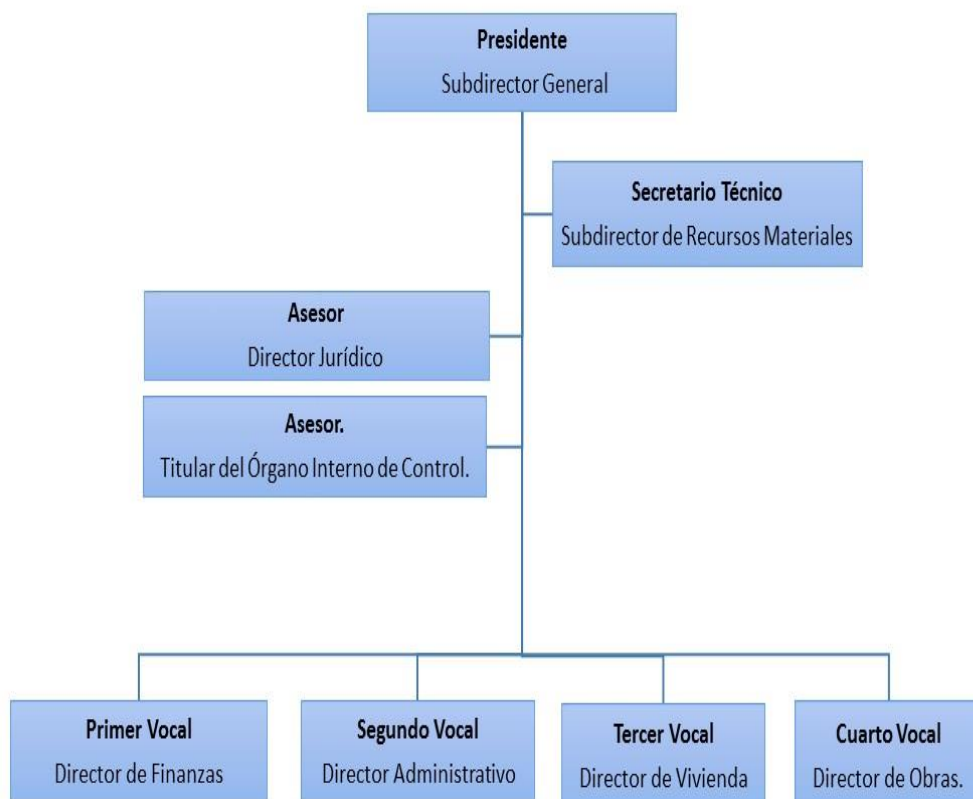 Presidente
Subdirector General
Secretario Técnico
Subdirector de Recursos Materiales
Asesor
Director Jurídico
Asesor.
Titular del Órgano Interno de Control.
Primer Vocal
Director de Finanzas
Segundo Vocal
Director Administrativo
Tercer Vocal
Director de Vivienda
Cuarto Vocal
Director de Obras.